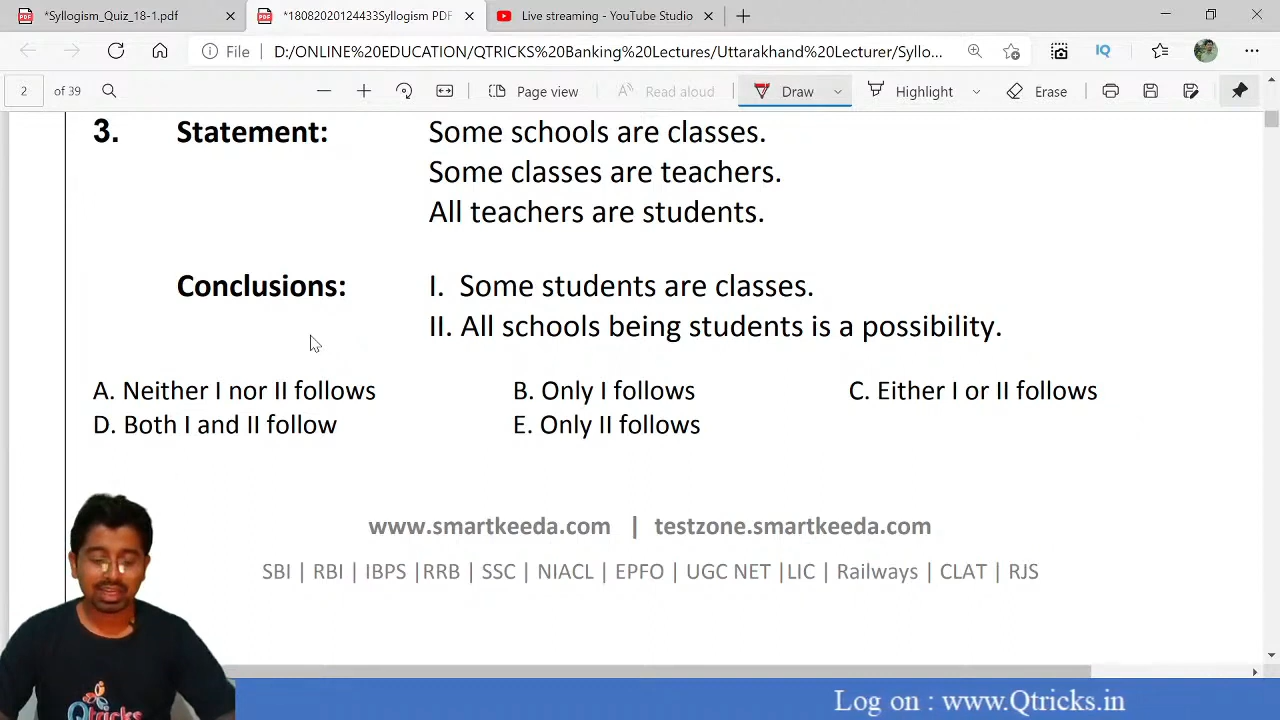 *Syllogism_Quiz_18-1.pdf
*18082020124433Syllogism PDF
Live streaming - YouTube Studio
File
D:/ONLINE%20EDUCATION/QTRICKS%20Banking%20Lectures/Uttarakhand%20Lecturer/Syllo...
IQ
2 of 39
Page view
Read aloud
Draw
Highlight
Erase
3. Statement: Some schools are classes.
Some classes are teachers.
All teachers are students.
Conclusions: I. Some students are classes.
II. All schools being students is a possibility.
A. Neither I nor II follows B. Only I follows C. Either I or II follows
D. Both I and II follow E. Only II follows
www.smartkeeda.com | testzone.smartkeeda.com
SBI | RBI | IBPS |RRB | SSC | NIACL | EPFO | UGC NET |LIC | Railways | CLAT | RJS
Qtricks
Log on : www.Qtricks.in